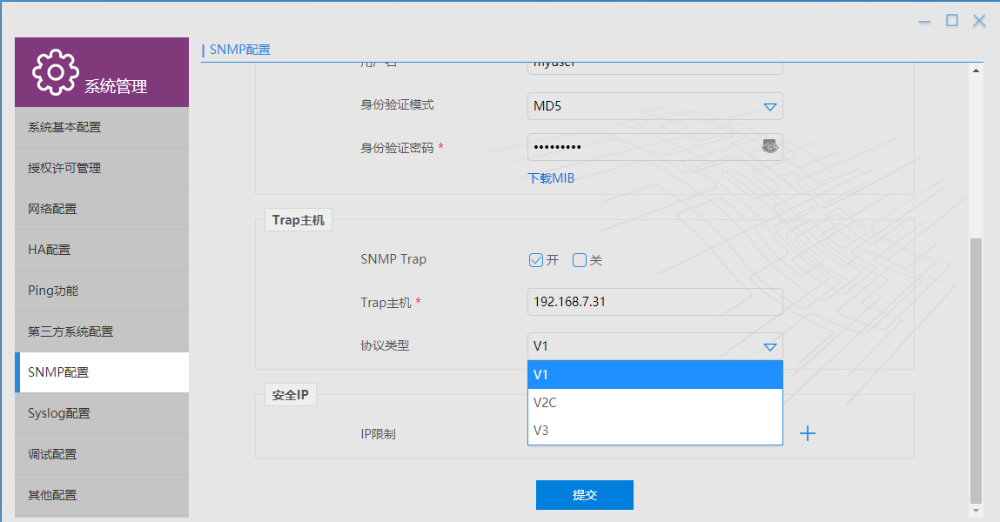 SNMP配置
系统管理
系统基本配置
授权许可管理
网络配置
HA配置
Ping功能
第三方系统配置
SNMP配置
Syslog配置
调试配置
其他配置
用户名 myuser
身份验证模式 MD5
身份验证密码 * •••••••••
下载MIB
Trap主机
SNMP Trap 开 关
Trap主机 * 192.168.7.31
协议类型 V1
V1
V2C
V3
安全IP
IP限制
提交